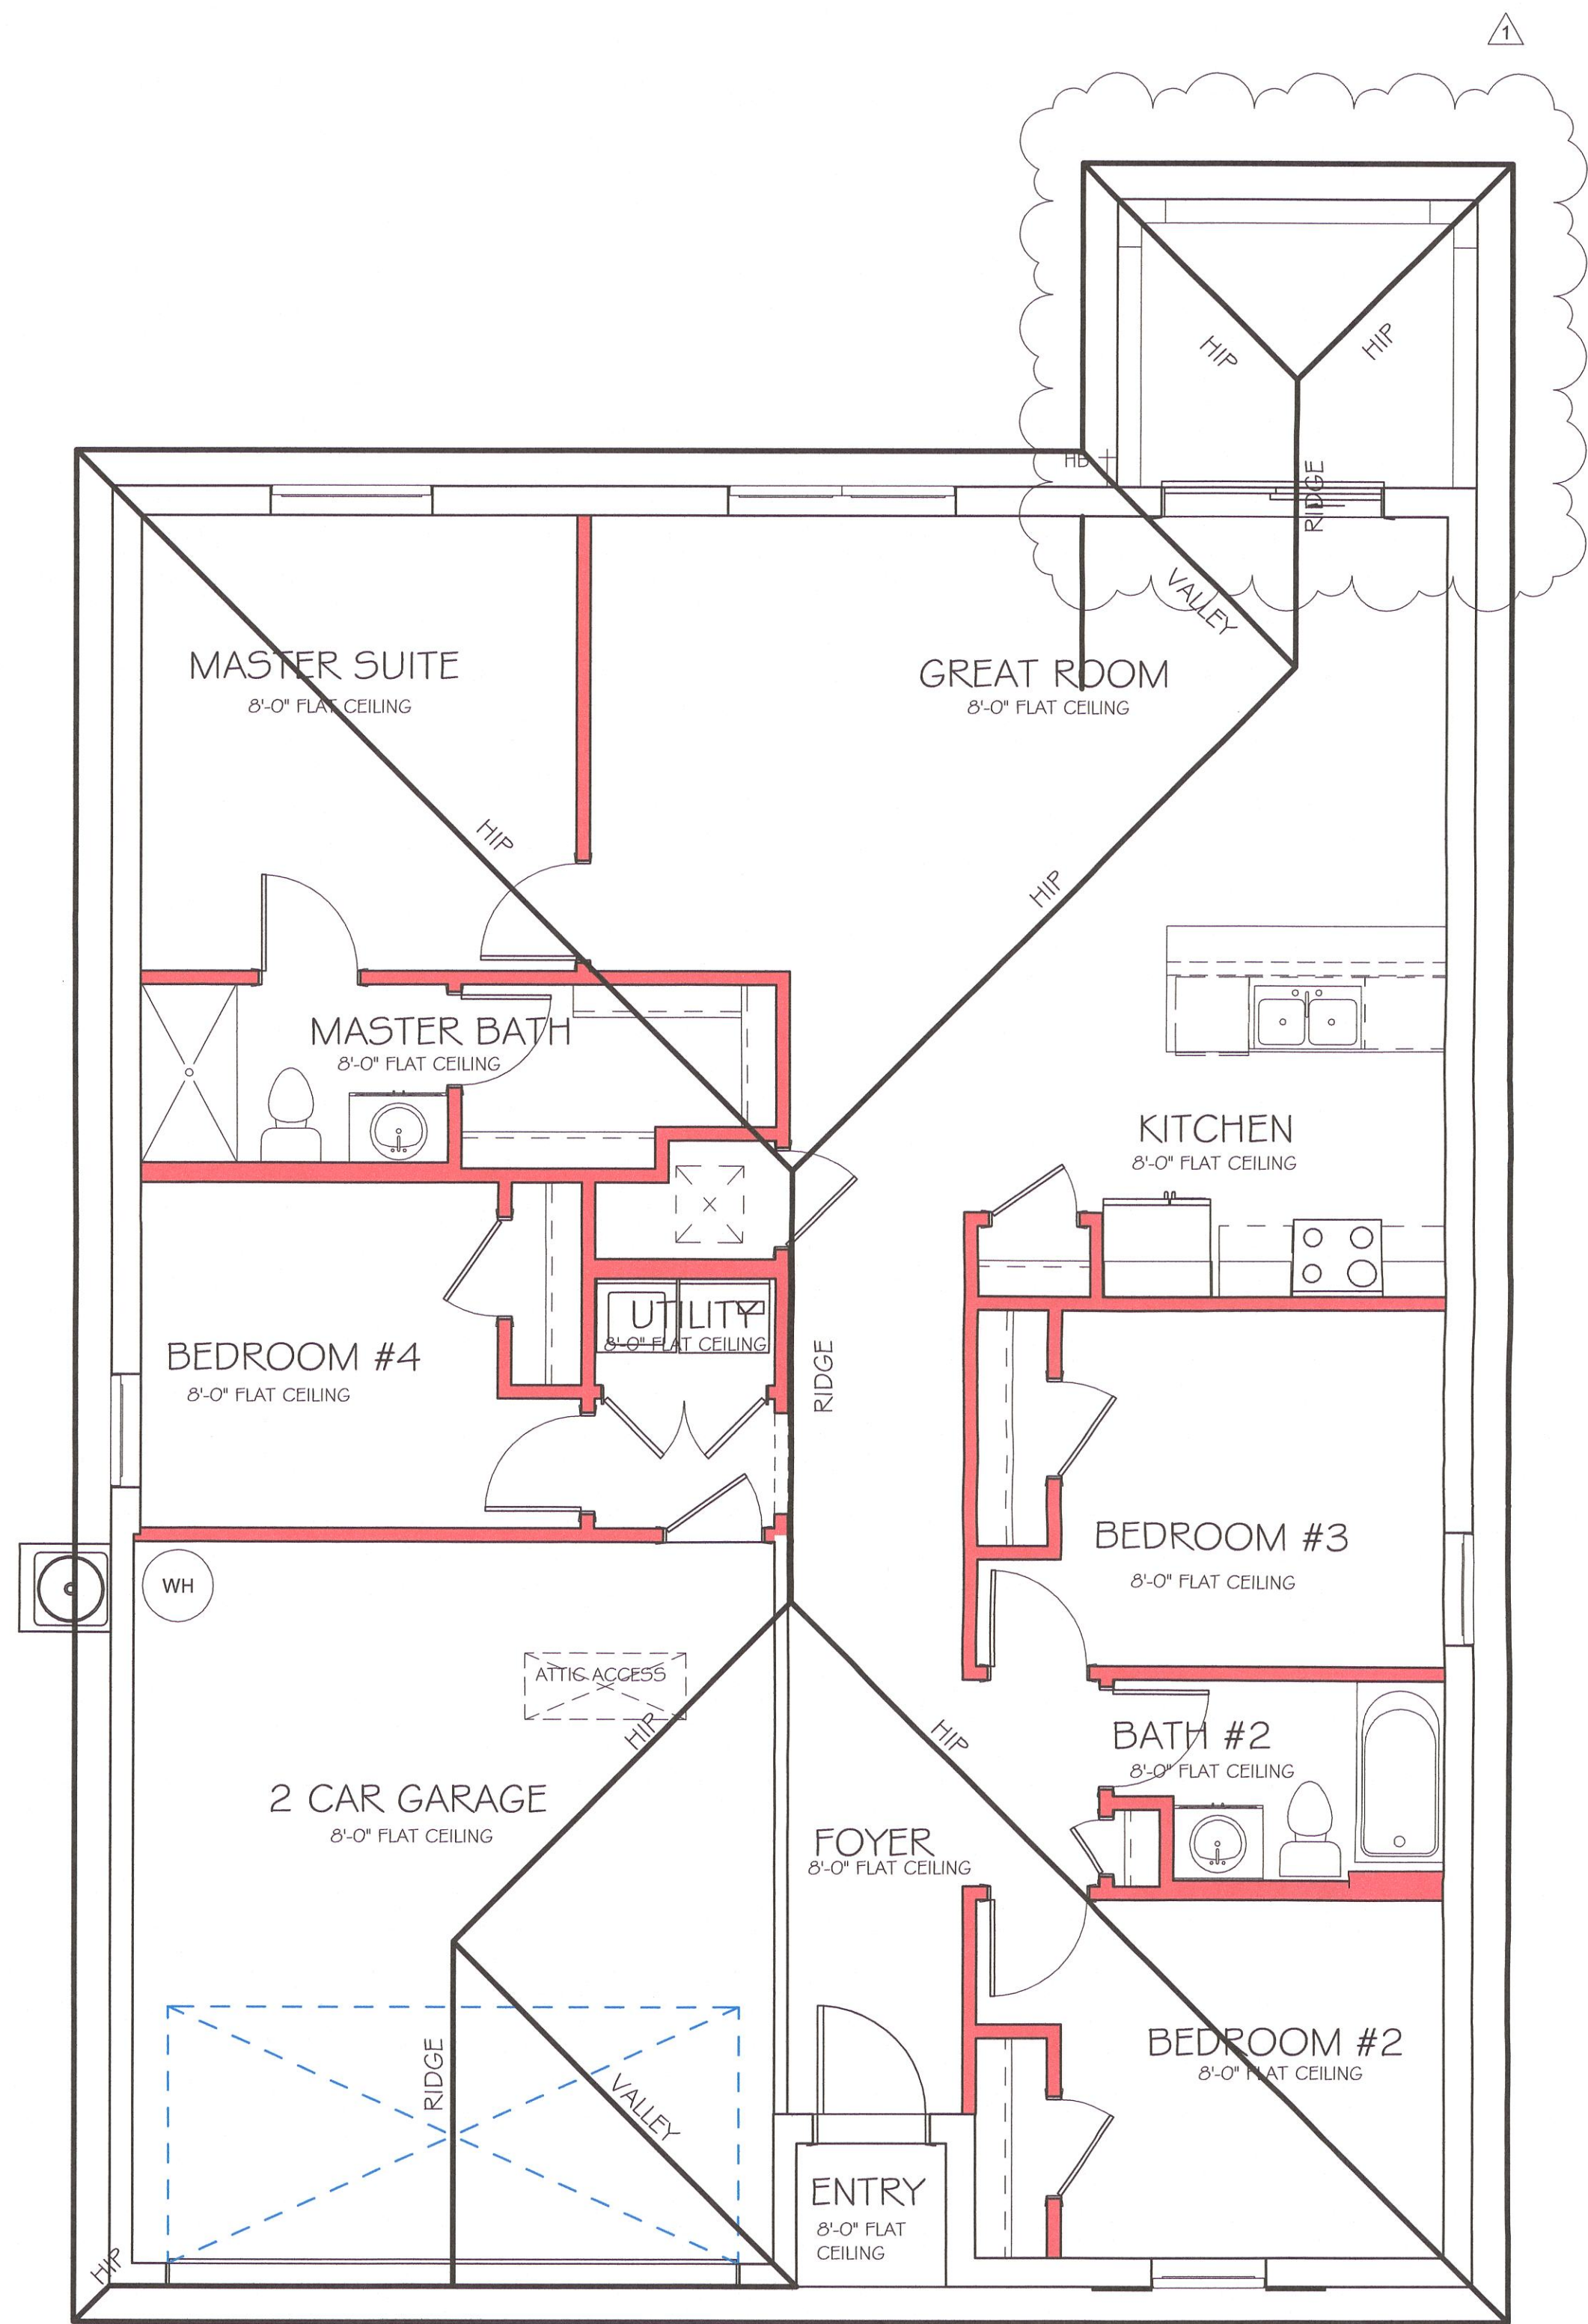 1
HIP
HIP
HB
RIDGE
VALLEY
MASTER SUITE
8'-0" FLAT CEILING
GREAT ROOM
8'-0" FLAT CEILING
HIP
HIP
MASTER BATH
8'-0" FLAT CEILING
KITCHEN
8'-0" FLAT CEILING
UTILITY
8'-0" FLAT CEILING
BEDROOM #4
8'-0" FLAT CEILING
RIDGE
BEDROOM #3
8'-0" FLAT CEILING
WH
ATTIC ACCESS
HIP
HIP
BATH #2
8'-0" FLAT CEILING
2 CAR GARAGE
8'-0" FLAT CEILING
FOYER
8'-0" FLAT CEILING
RIDGE
VALLEY
BEDROOM #2
8'-0" FLAT CEILING
ENTRY
8'-0" FLAT
CEILING
HIP